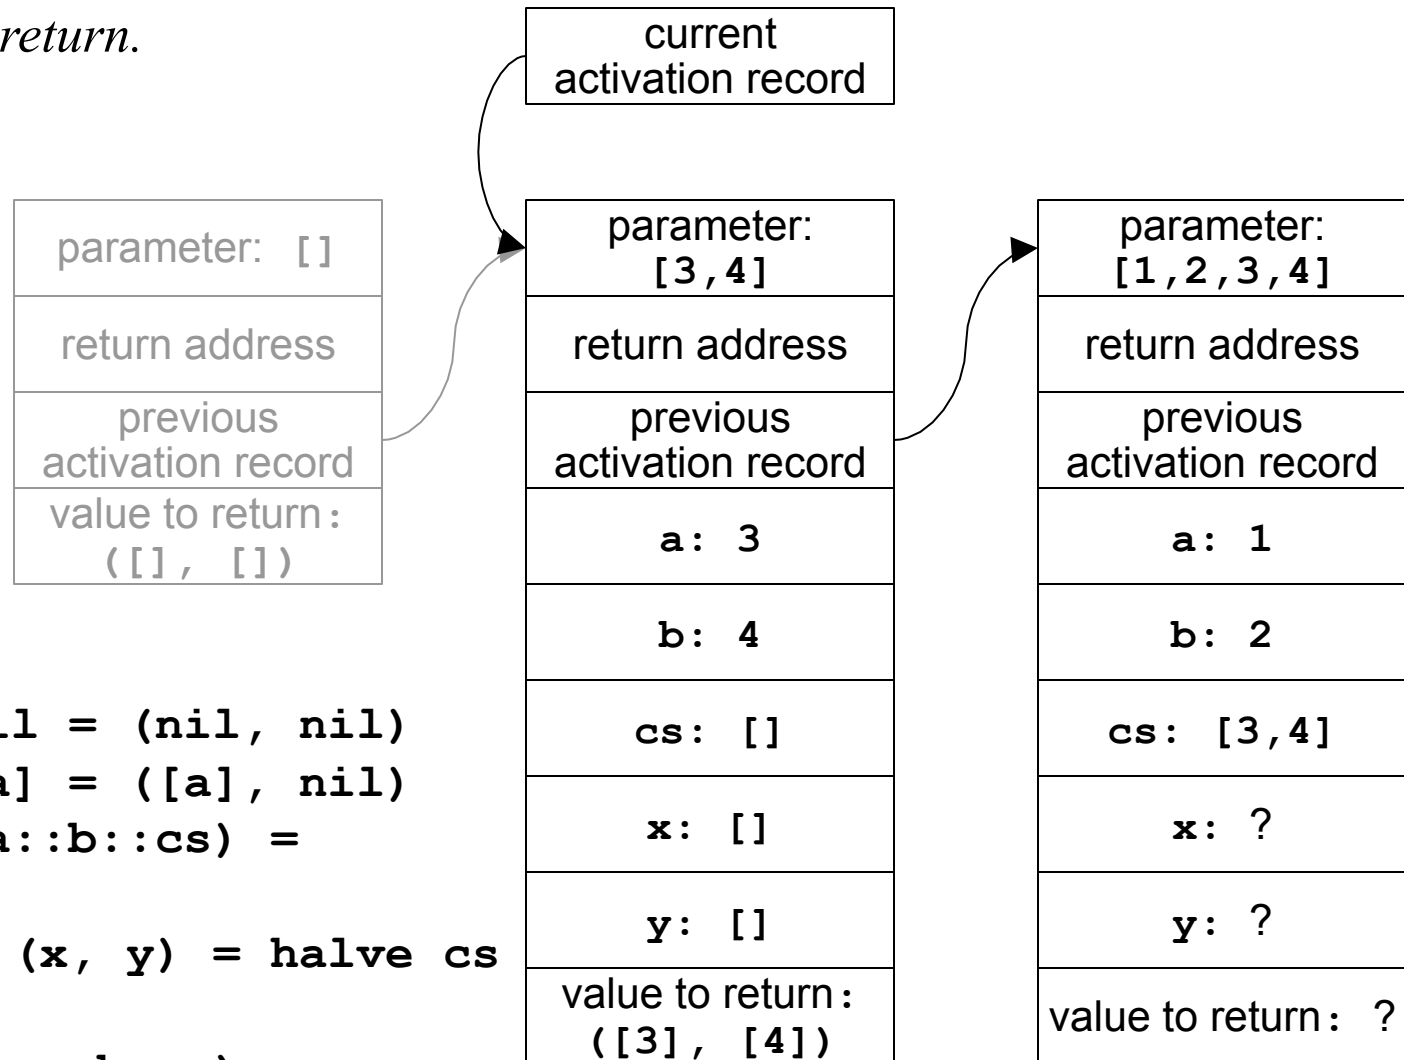 return.
current
activation record
parameter: []
return address
previous
activation record
value to return:
([], [])
parameter:
[3,4]
return address
previous
activation record
a: 3
b: 4
cs: []
x: []
y: []
value to return:
([3], [4])
parameter:
[1,2,3,4]
return address
previous
activation record
a: 1
b: 2
cs: [3,4]
x: ?
y: ?
value to return: ?
= (nil, nil)
= ([a], nil)
a::b::cs) =
(x, y) = halve cs